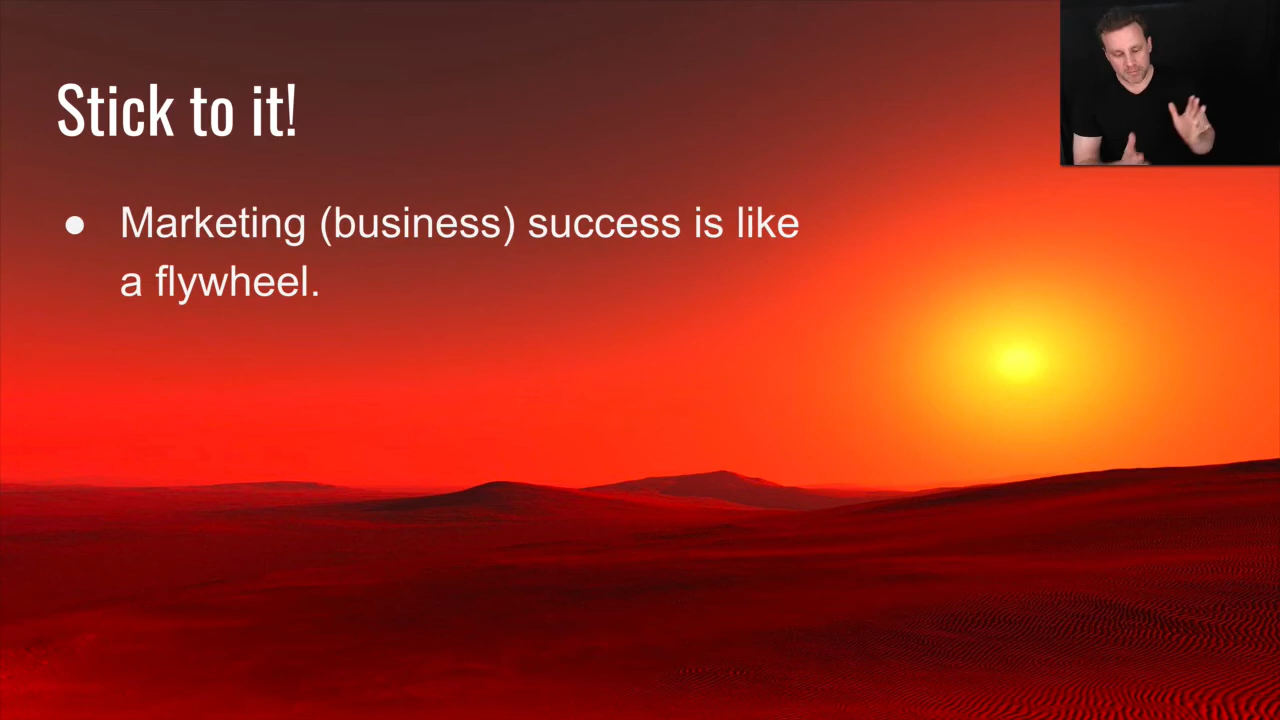 Stick to it!
● Marketing (business) success is like
a flywheel.